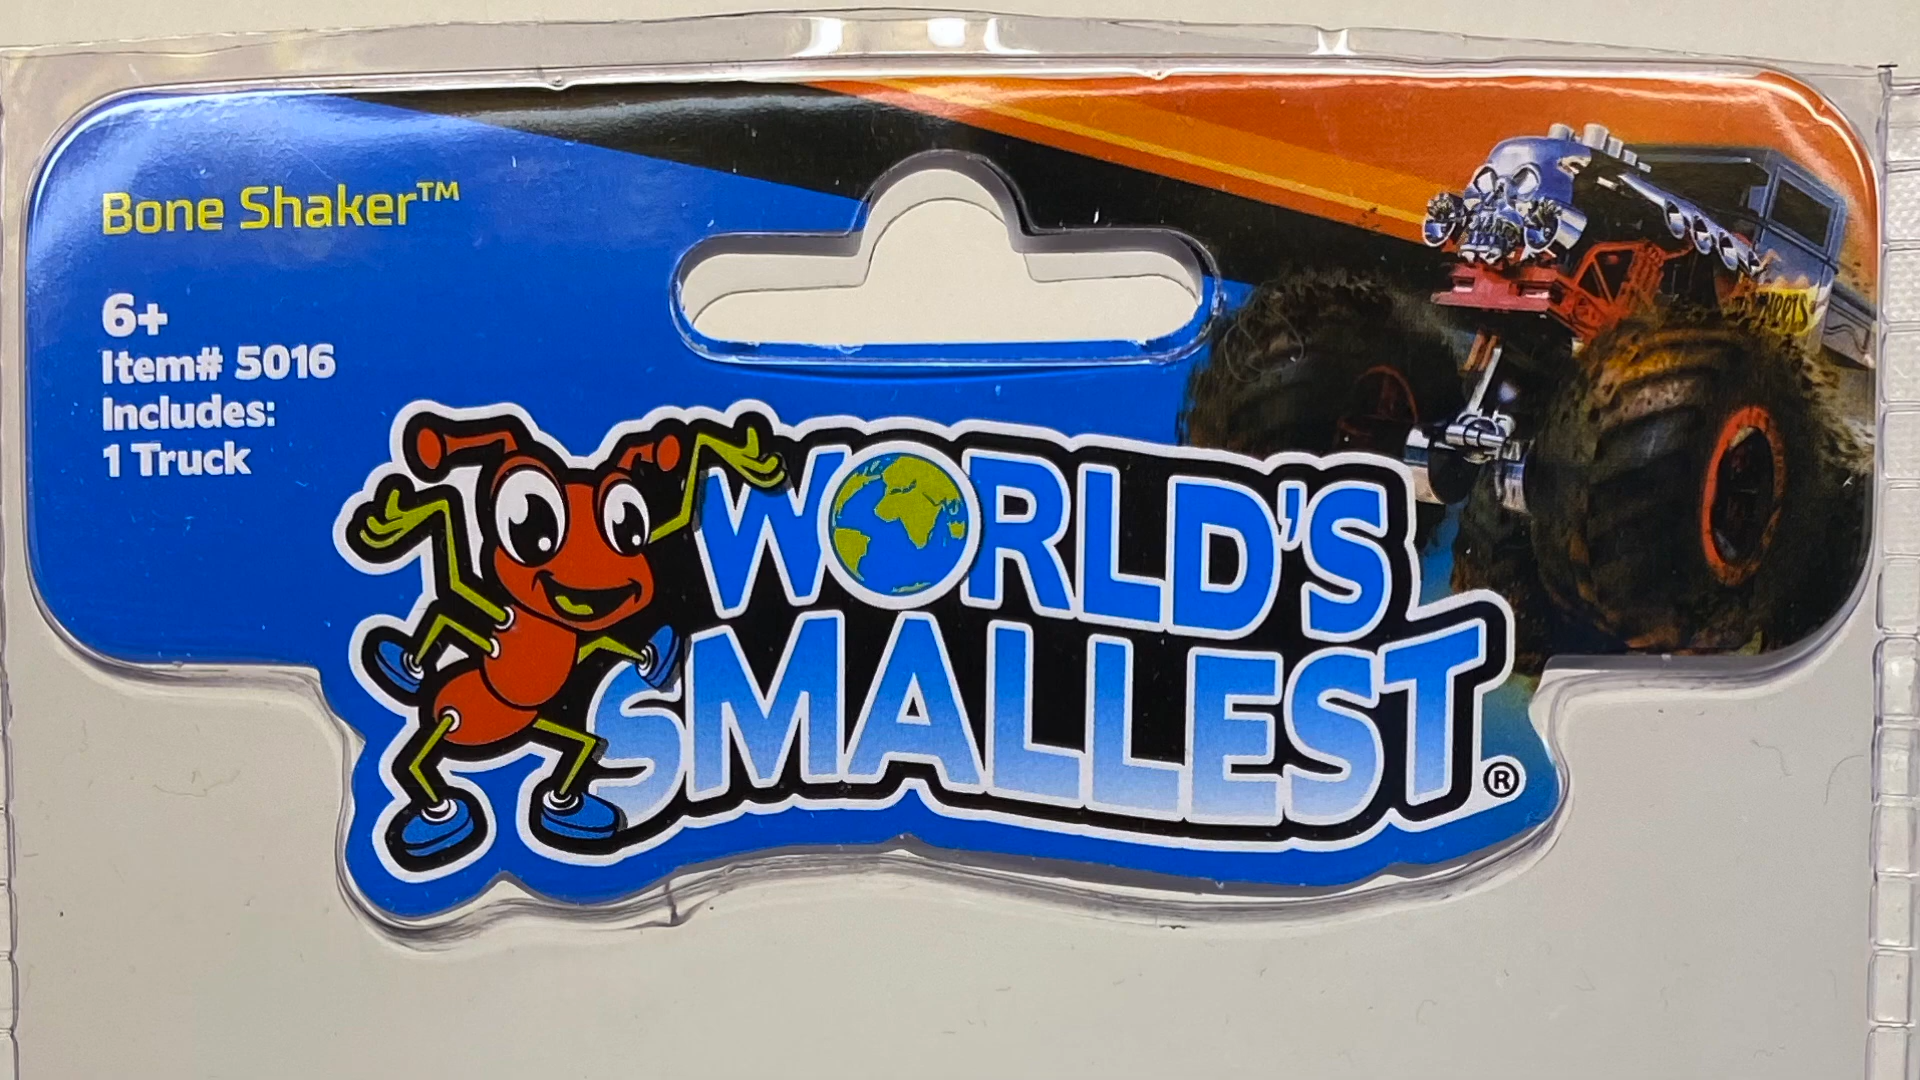 Bone Shaker™
6+
Item# 5016
Includes:
1 Truck
WORLD'S
SMALLEST®